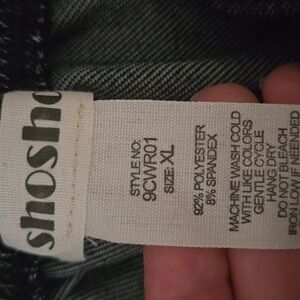 shosho
STYLE NO:
9CWR01
SIZE: XL
92% POLYESTER
8% SPANDEX
MACHINE WASH COLD
WITH LIKE COLORS
GENTLE CYCLE
HANG DRY
DO NOT BLEACH
IRON LOW IF NEEDED